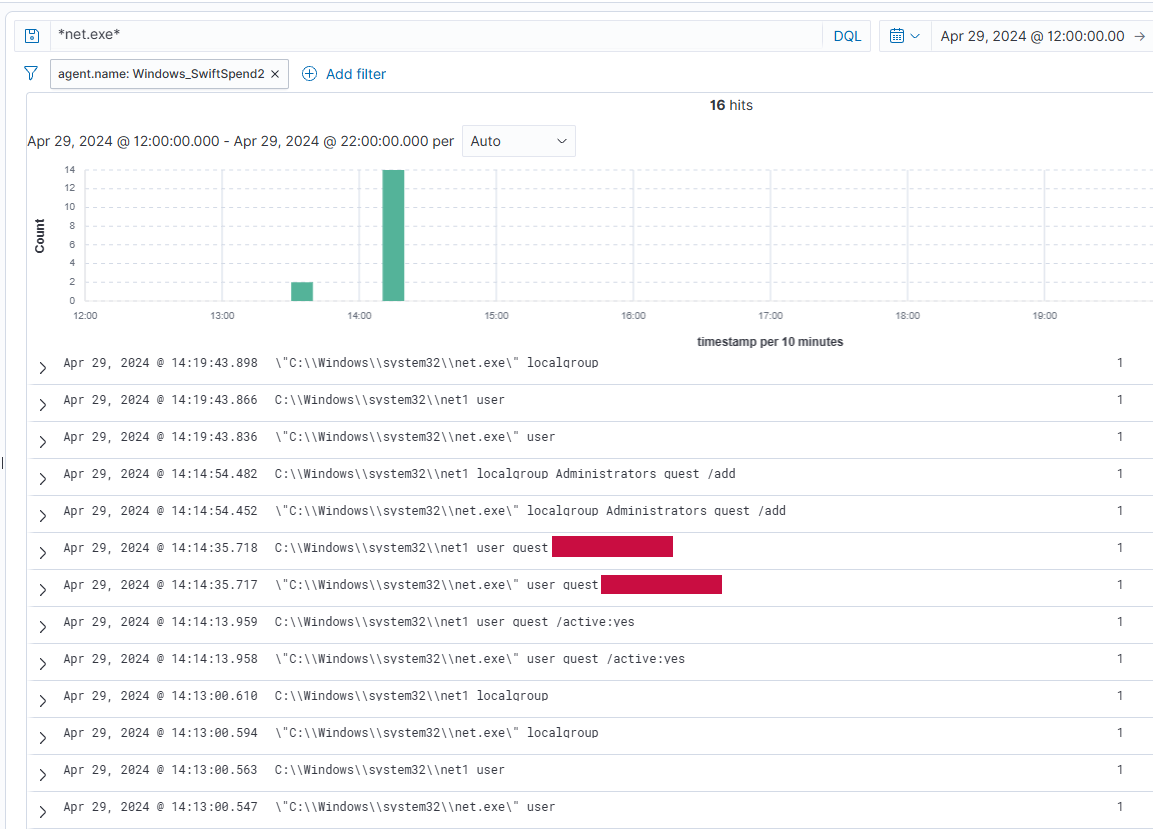 *net.exe* DQL Apr 29, 2024 @ 12:00:00.00 →
agent.name: Windows_SwiftSpend2 × Add filter
16 hits
Apr 29, 2024 @ 12:00:00.000 - Apr 29, 2024 @ 22:00:00.000 per Auto
14
12
10
8
6
4
2
0
Count
12:00 13:00 14:00 15:00 16:00 17:00 18:00 19:00
timestamp per 10 minutes
Apr 29, 2024 @ 14:19:43.898 \"C:\\Windows\\system32\\net.exe\" localgroup 1
Apr 29, 2024 @ 14:19:43.866 C:\\Windows\\system32\\net1 user 1
Apr 29, 2024 @ 14:19:43.836 \"C:\\Windows\\system32\\net.exe\" user 1
Apr 29, 2024 @ 14:14:54.482 C:\\Windows\\system32\\net1 localgroup Administrators guest /add 1
Apr 29, 2024 @ 14:14:54.452 \"C:\\Windows\\system32\\net.exe\" localgroup Administrators guest /add 1
Apr 29, 2024 @ 14:14:35.718 C:\\Windows\\system32\\net1 user guest 1
Apr 29, 2024 @ 14:14:35.717 \"C:\\Windows\\system32\\net.exe\" user guest 1
Apr 29, 2024 @ 14:14:13.959 C:\\Windows\\system32\\net1 user guest /active:yes 1
Apr 29, 2024 @ 14:14:13.958 \"C:\\Windows\\system32\\net.exe\" user guest /active:yes 1
Apr 29, 2024 @ 14:13:00.610 C:\\Windows\\system32\\net1 localgroup 1
Apr 29, 2024 @ 14:13:00.594 \"C:\\Windows\\system32\\net.exe\" localgroup 1
Apr 29, 2024 @ 14:13:00.563 C:\\Windows\\system32\\net1 user 1
Apr 29, 2024 @ 14:13:00.547 \"C:\\Windows\\system32\\net.exe\" user 1